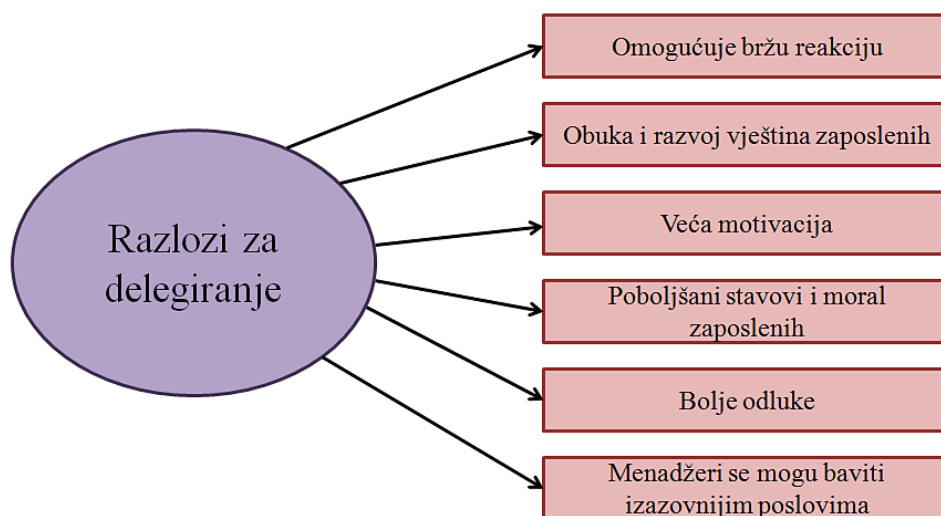 Razlozi za
delegiranje
Omogućuje bržu reakciju
Obuka i razvoj vještina zaposlenih
Veća motivacija
Poboljšani stavovi i moral
zaposlenih
Bolje odluke
Menadžeri se mogu baviti
izazovnijim poslovima